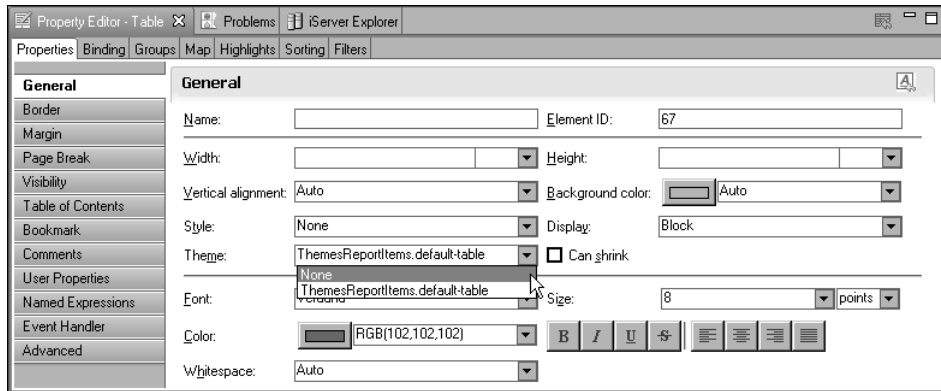 Property Editor - Table Problems iServer Explorer
Properties Binding Groups Map Highlights Sorting Filters
General
Border
Margin
Page Break
Visibility
Table of Contents
Bookmark
Comments
User Properties
Named Expressions
Event Handler
Advanced
General
Name: Element ID: 67
Width: Height:
Vertical alignment: Auto Background color: Auto
Style: None Display: Block
Theme: ThemesReportItems.default-table Can shrink
None
ThemesReportItems.default-table
Font: Size: 8 points
Color: RGB(102,102,102) B I U S
Whitespace: Auto